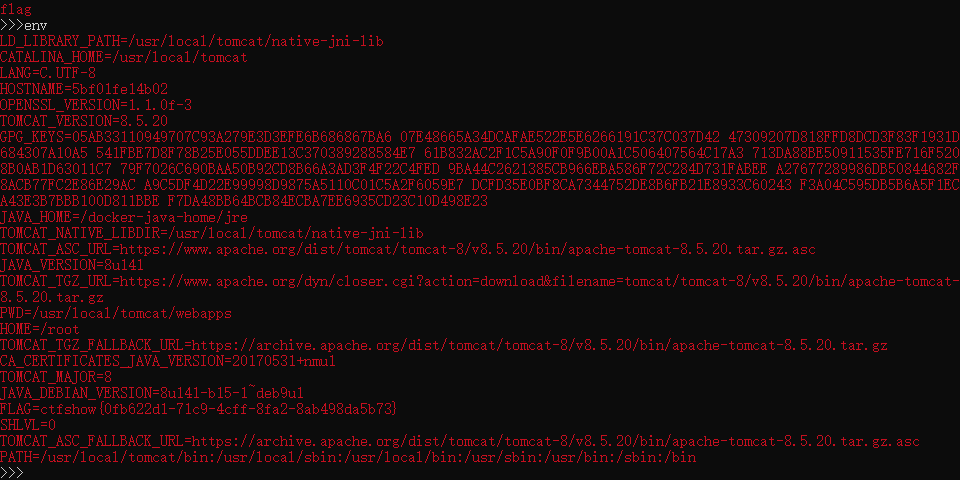 flag
>>>env
LD_LIBRARY_PATH=/usr/local/tomcat/native-jni-lib
CATALINA_HOME=/usr/local/tomcat
LANG=C.UTF-8
HOSTNAME=5bf01fe14b02
OPENSSL_VERSION=1.1.0f-3
TOMCAT_VERSION=8.5.20
GPG_KEYS=05AB33110949707C93A279E3D3EFE6B686867BA6 07E48665A34DCAFAE522E5E6266191C37C037D42 47309207D818FFD8DCD3F83F1931D
684307A10A5 541FBE7D8F78B25E055DDEE13C370389288584E7 61B832AC2F1C5A90F0F9B00A1C506407564C17A3 713DA88BE50911535FE716F520
8B0AB1D63011C7 79F7026C690BAA50B92CD8B66A3AD3F4F22C4FED 9BA44C2621385CB966EBA586F72C284D731FABEE A27677289986DB50844682F
8ACB77FC2E86E29AC A9C5DF4D22E99998D9875A5110C01C5A2F6059E7 DCFD35E0BF8CA7344752DE8B6FB21E8933C60243 F3A04C595DB5B6A5F1EC
A43E3B7BBB100D811BBE F7DA48BB64BCB84ECBA7EE6935CD23C10D498E23
JAVA_HOME=/docker-java-home/jre
TOMCAT_NATIVE_LIBDIR=/usr/local/tomcat/native-jni-lib
TOMCAT_ASC_URL=https://www.apache.org/dist/tomcat/tomcat-8/v8.5.20/bin/apache-tomcat-8.5.20.tar.gz.asc
JAVA_VERSION=8u141
TOMCAT_TGZ_URL=https://www.apache.org/dyn/closer.cgi?action=download&filename=tomcat/tomcat-8/v8.5.20/bin/apache-tomcat-
8.5.20.tar.gz
PWD=/usr/local/tomcat/webapps
HOME=/root
TOMCAT_TGZ_FALLBACK_URL=https://archive.apache.org/dist/tomcat/tomcat-8/v8.5.20/bin/apache-tomcat-8.5.20.tar.gz
CA_CERTIFICATES_JAVA_VERSION=20170531+nmu1
TOMCAT_MAJOR=8
JAVA_DEBIAN_VERSION=8u141-b15-1~deb9u1
FLAG=ctfshow{0fb622d1-71c9-4cff-8fa2-8ab498da5b73}
SHLVL=0
TOMCAT_ASC_FALLBACK_URL=https://archive.apache.org/dist/tomcat/tomcat-8/v8.5.20/bin/apache-tomcat-8.5.20.tar.gz.asc
PATH=/usr/local/tomcat/bin:/usr/local/sbin:/usr/local/bin:/usr/sbin:/usr/bin:/sbin:/bin
>>>